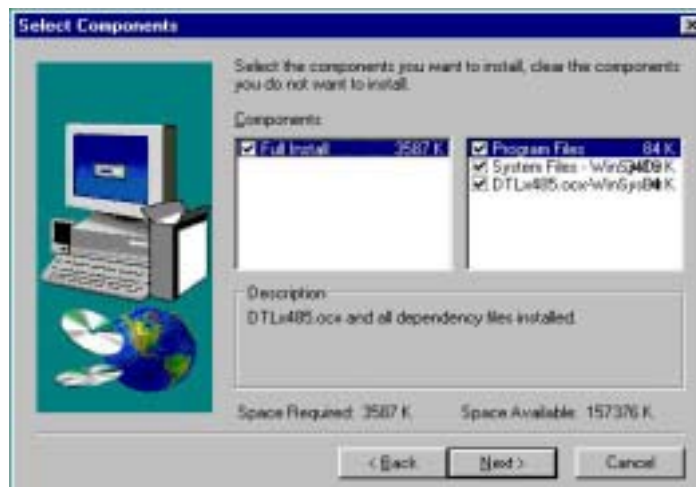 Select Components
Select the components you want to install, clear the components
you do not want to install.
Components
Full Install 3587 K
Program Files 84 K
System Files - WinSys
DTLx485.ocx-WinSys
Description
DTLx485.ocx and all dependency files installed.
Space Required: 3587 K
Space Available: 157376 K
< Back
Next >
Cancel